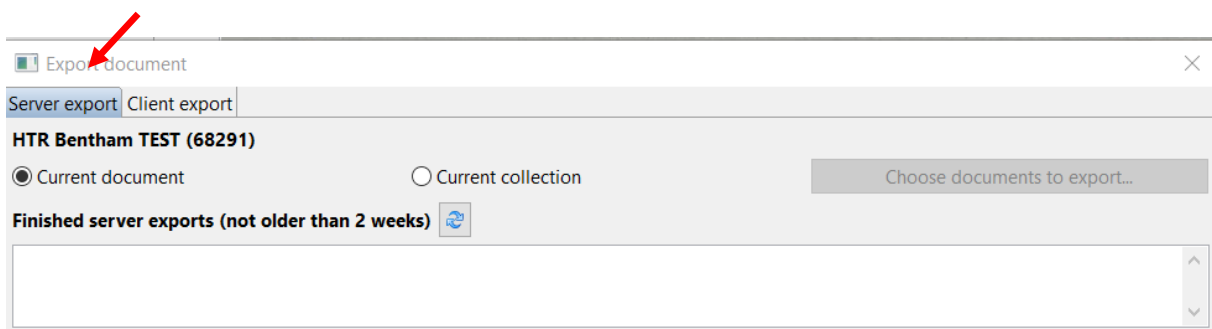 Export document
Server export Client export
HTR Bentham TEST (68291)
Current document Current collection Choose documents to export...
Finished server exports (not older than 2 weeks)